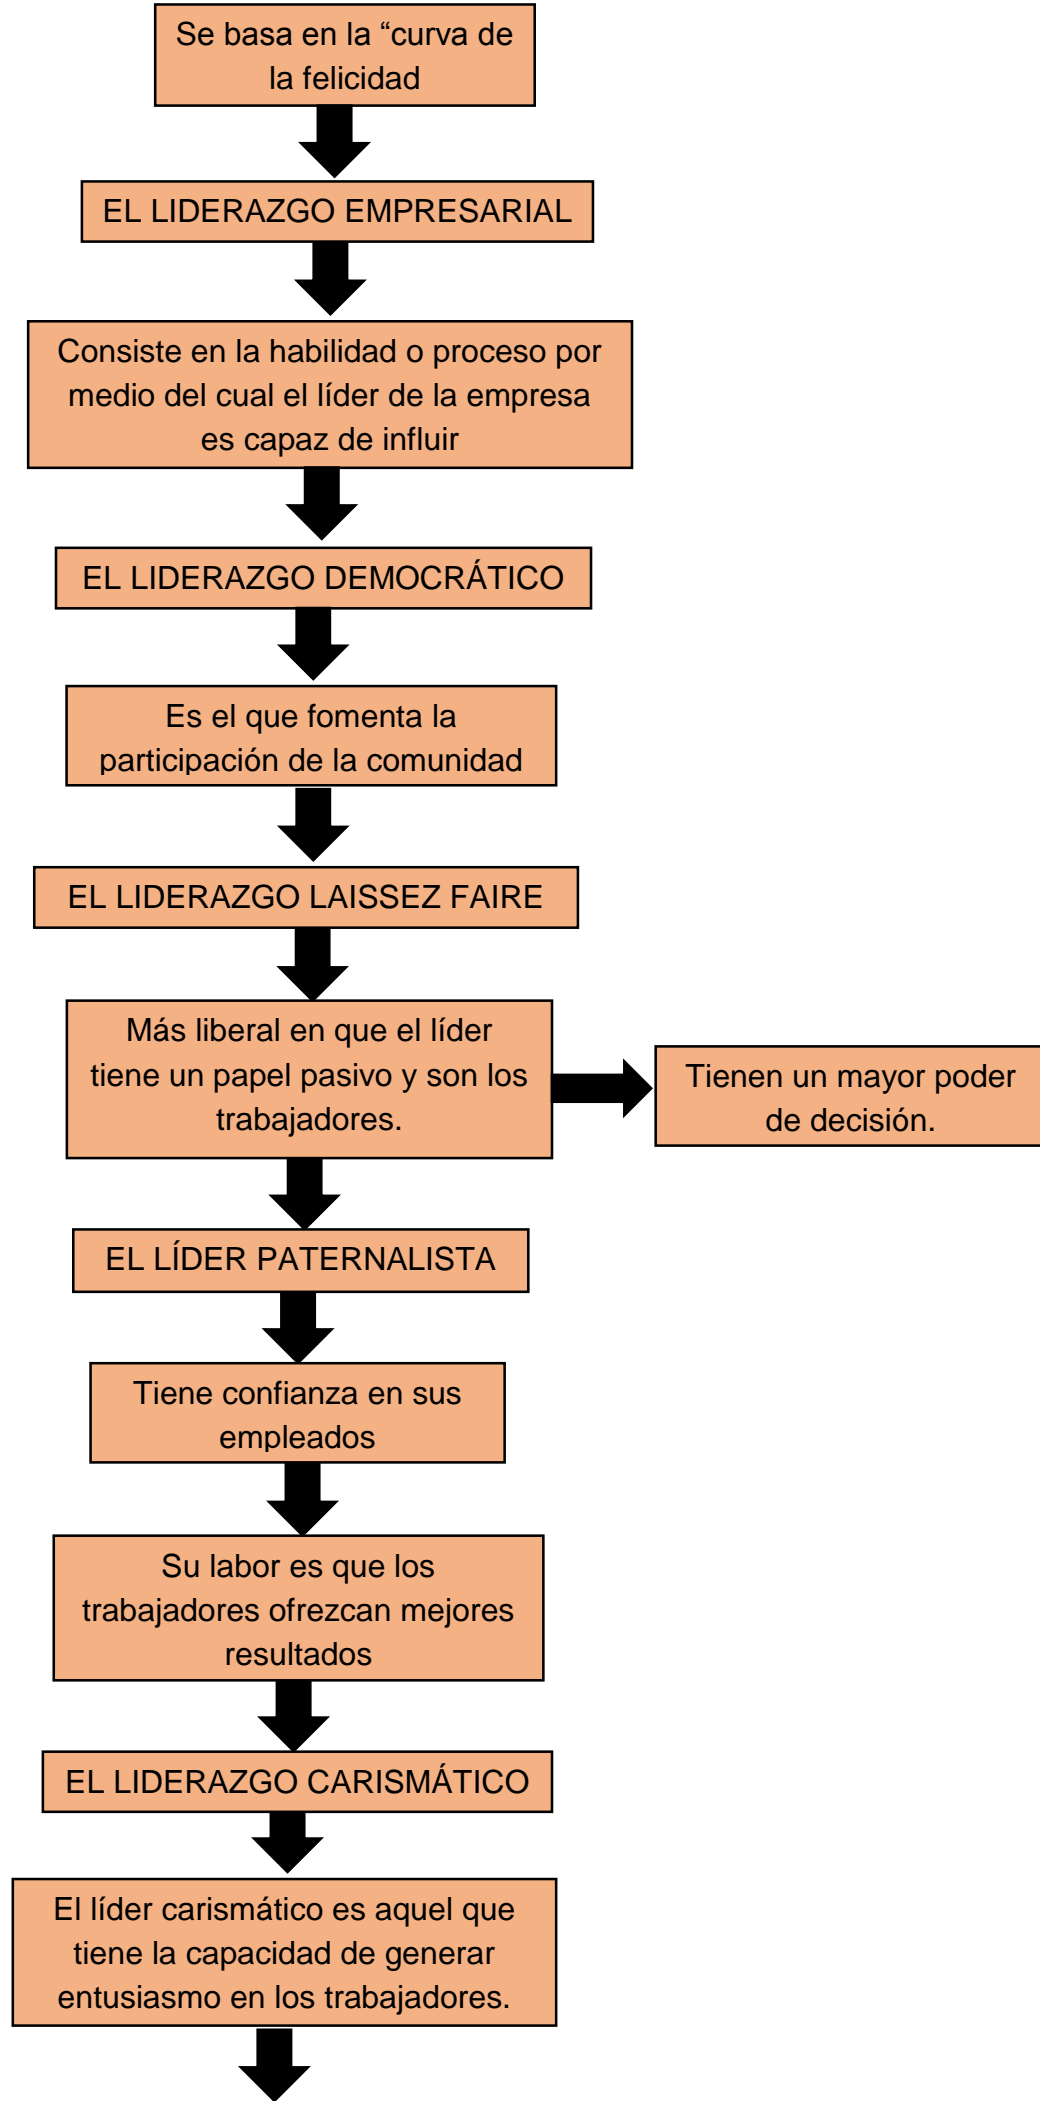 Se basa en la “curva de
la felicidad
EL LIDERAZGO EMPRESARIAL
Consiste en la habilidad o proceso por
medio del cual el líder de la empresa
es capaz de influir
EL LIDERAZGO DEMOCRÁTICO
Es el que fomenta la
participación de la comunidad
EL LIDERAZGO LAISSEZ FAIRE
Más liberal en que el líder
tiene un papel pasivo y son los
trabajadores.
Tienen un mayor poder
de decisión.
EL LÍDER PATERNALISTA
Tiene confianza en sus
empleados
Su labor es que los
trabajadores ofrezcan mejores
resultados
EL LIDERAZGO CARISMÁTICO
El líder carismático es aquel que
tiene la capacidad de generar
entusiasmo en los trabajadores.